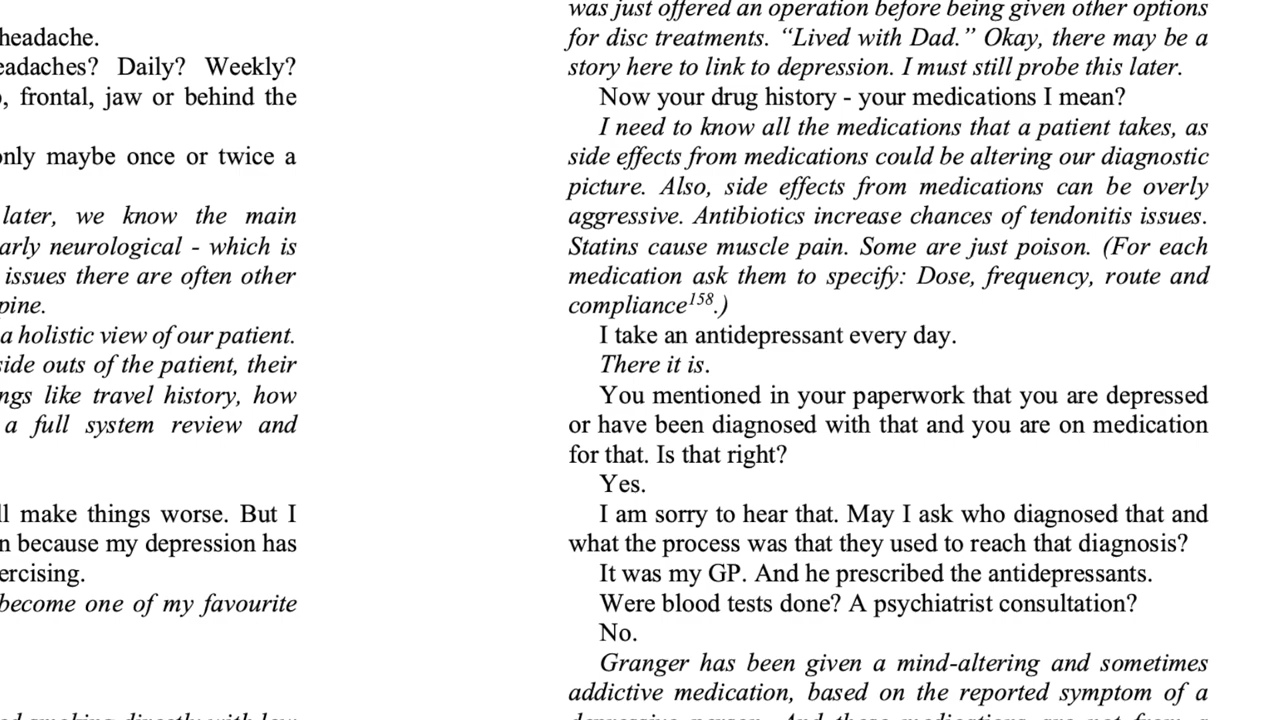 headache.
eadaches? Daily? Weekly?
, frontal, jaw or behind the
only maybe once or twice a
later, we know the main
arly neurological - which is
issues there are often other
pine.
a holistic view of our patient.
side outs of the patient, their
ngs like travel history, how
a full system review and
ll make things worse. But I
n because my depression has
ercising.
become one of my favourite
was just offered an operation before being given other options
for disc treatments. “Lived with Dad.” Okay, there may be a
story here to link to depression. I must still probe this later.
Now your drug history - your medications I mean?
I need to know all the medications that a patient takes, as
side effects from medications could be altering our diagnostic
picture. Also, side effects from medications can be overly
aggressive. Antibiotics increase chances of tendonitis issues.
Statins cause muscle pain. Some are just poison. (For each
medication ask them to specify: Dose, frequency, route and
compliance¹⁵⁸.)
I take an antidepressant every day.
There it is.
You mentioned in your paperwork that you are depressed
or have been diagnosed with that and you are on medication
for that. Is that right?
Yes.
I am sorry to hear that. May I ask who diagnosed that and
what the process was that they used to reach that diagnosis?
It was my GP. And he prescribed the antidepressants.
Were blood tests done? A psychiatrist consultation?
No.
Granger has been given a mind-altering and sometimes
addictive medication, based on the reported symptom of a